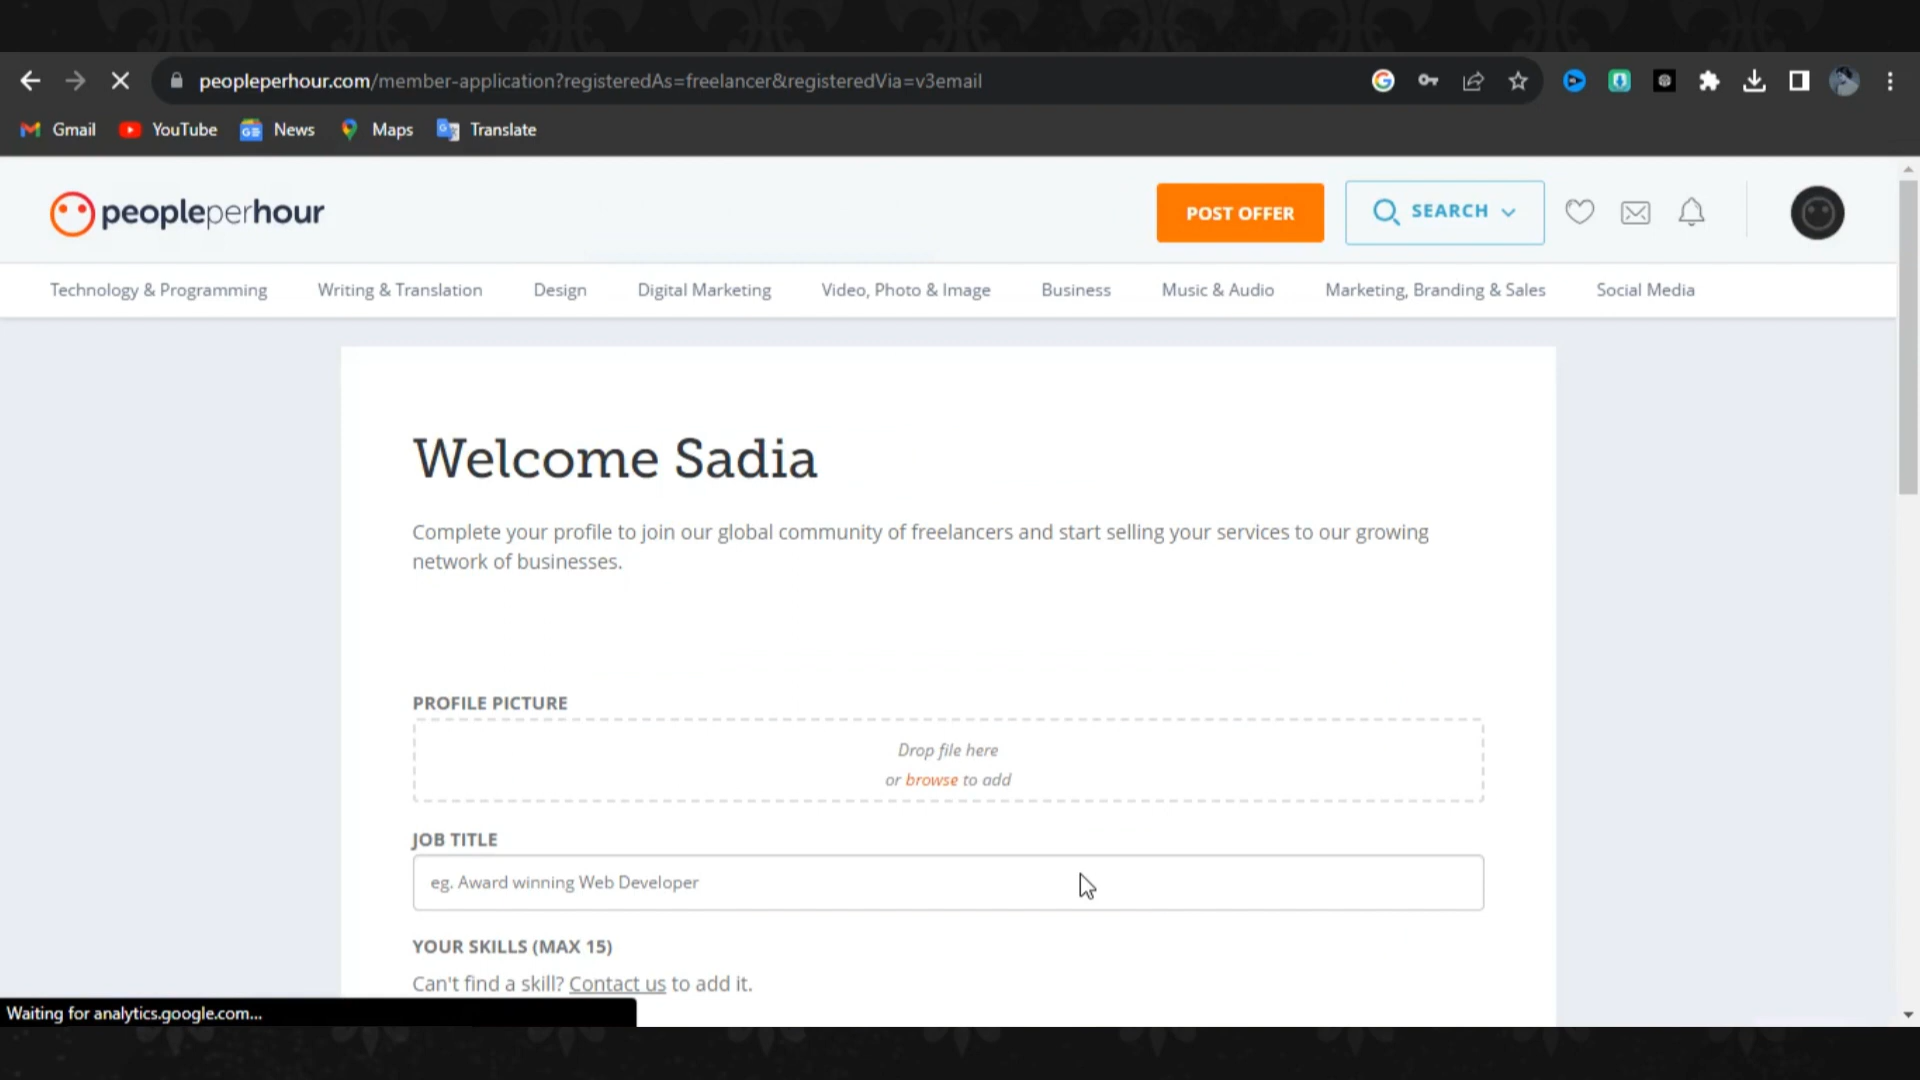 peopleperhour.com/member-application?registeredAs=freelancer&registeredVia=v3email
Gmail YouTube News Maps Translate
peopleperhour POST OFFER SEARCH
Technology & Programming Writing & Translation Design Digital Marketing Video, Photo & Image Business Music & Audio Marketing, Branding & Sales Social Media
Welcome Sadia
Complete your profile to join our global community of freelancers and start selling your services to our growing
network of businesses.
PROFILE PICTURE
Drop file here
or browse to add
JOB TITLE
eg. Award winning Web Developer
YOUR SKILLS (MAX 15)
Can't find a skill? Contact us to add it.
Waiting for analytics.google.com...